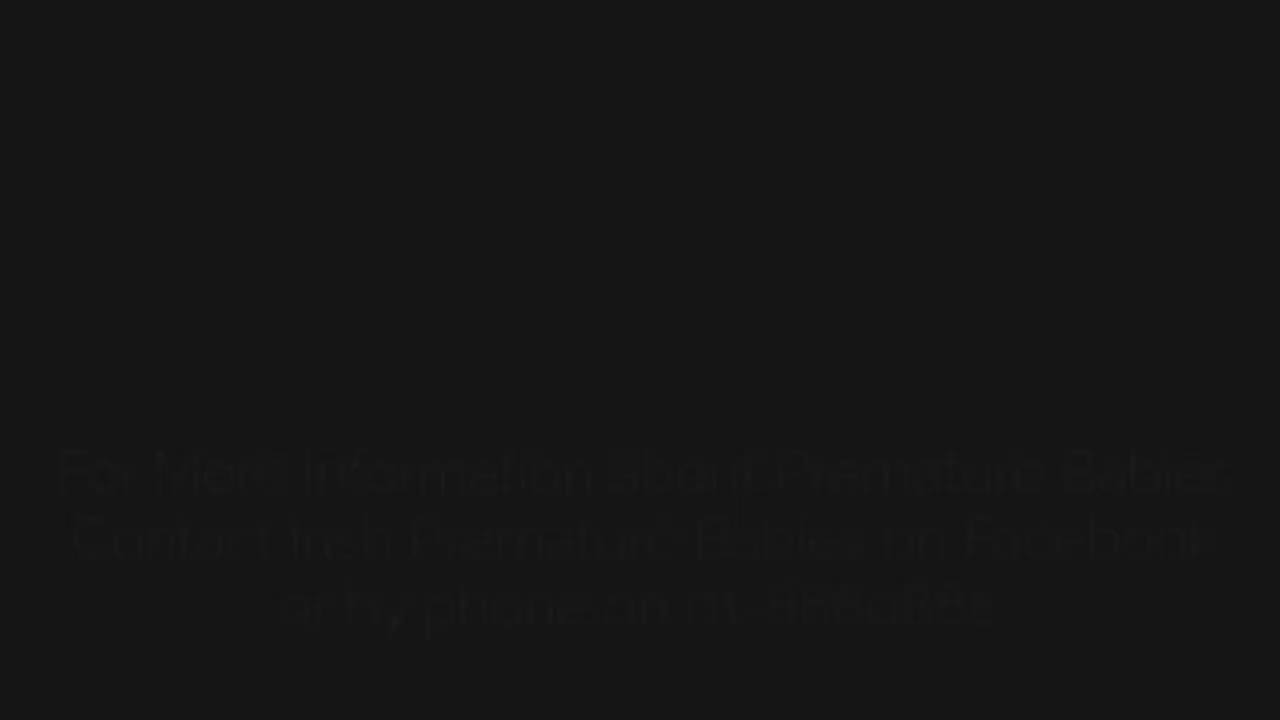 For More Information about Premature Babies
Contact Irish Premature Babies on Facebook
or by phone on